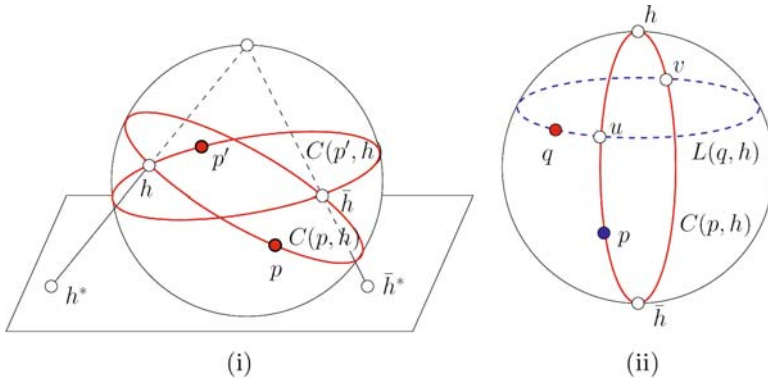 p′
C(p′, h)
h
h̄
C(p, h)
p
h*
h̄*
(i)
h
v
u
q
L(q, h)
p
C(p, h)
h̄
(ii)